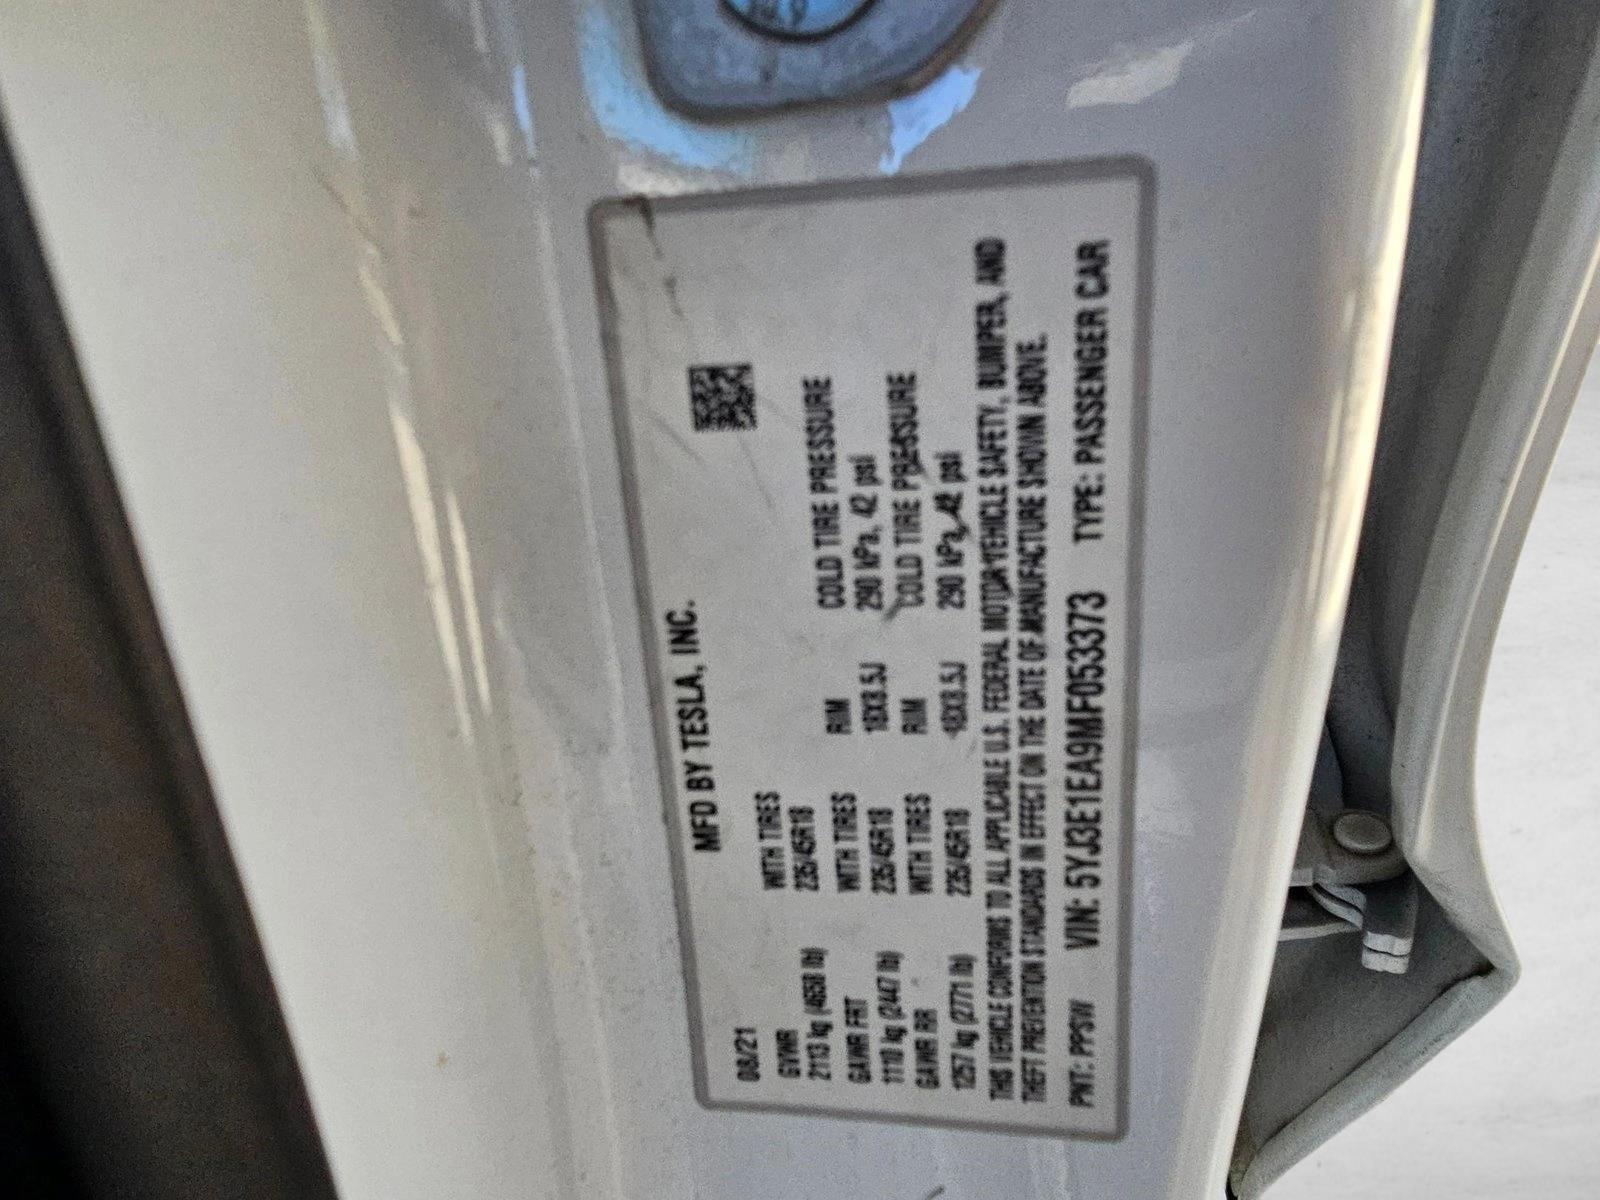 MFD BY TESLA, INC.
08/21
GVWR WITH TIRES RIM COLD TIRE PRESSURE
2113 kg (4658 lb) 235/45R18 18X8.5J 290 kPa, 42 psi
GAWR FRT WITH TIRES RIM COLD TIRE PRESSURE
1110 kg (2447 lb) 235/45R18 18X8.5J 290 kPa, 42 psi
GAWR RR WITH TIRES
1257 kg (2771 lb) 235/45R18
THIS VEHICLE CONFORMS TO ALL APPLICABLE U.S. FEDERAL MOTOR VEHICLE SAFETY, BUMPER, AND
THEFT PREVENTION STANDARDS IN EFFECT ON THE DATE OF MANUFACTURE SHOWN ABOVE.
PNT: PPSW VIN: 5YJ3E1EA9MF053373 TYPE: PASSENGER CAR